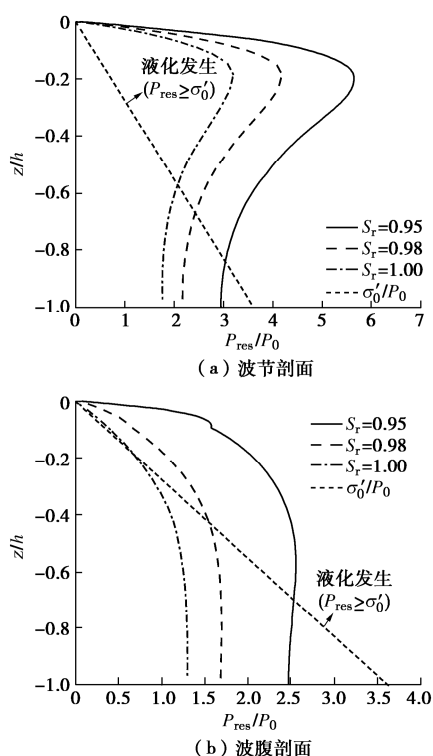 0
-0.2
-0.4
-0.6
-0.8
-1.0
z/h
液化发生
(Pres≥σ′0)
Sr=0.95
Sr=0.98
Sr=1.00
σ′0/P0
0 1 2 3 4 5 6 7
Pres/P0
(a)波节剖面
0
-0.2
-0.4
-0.6
-0.8
-1.0
z/h
Sr=0.95
Sr=0.98
Sr=1.00
σ′0/P0
液化发生
(Pres≥σ′0)
0 0.5 1.0 1.5 2.0 2.5 3.0 3.5 4.0
Pres/P0
(b)波腹剖面